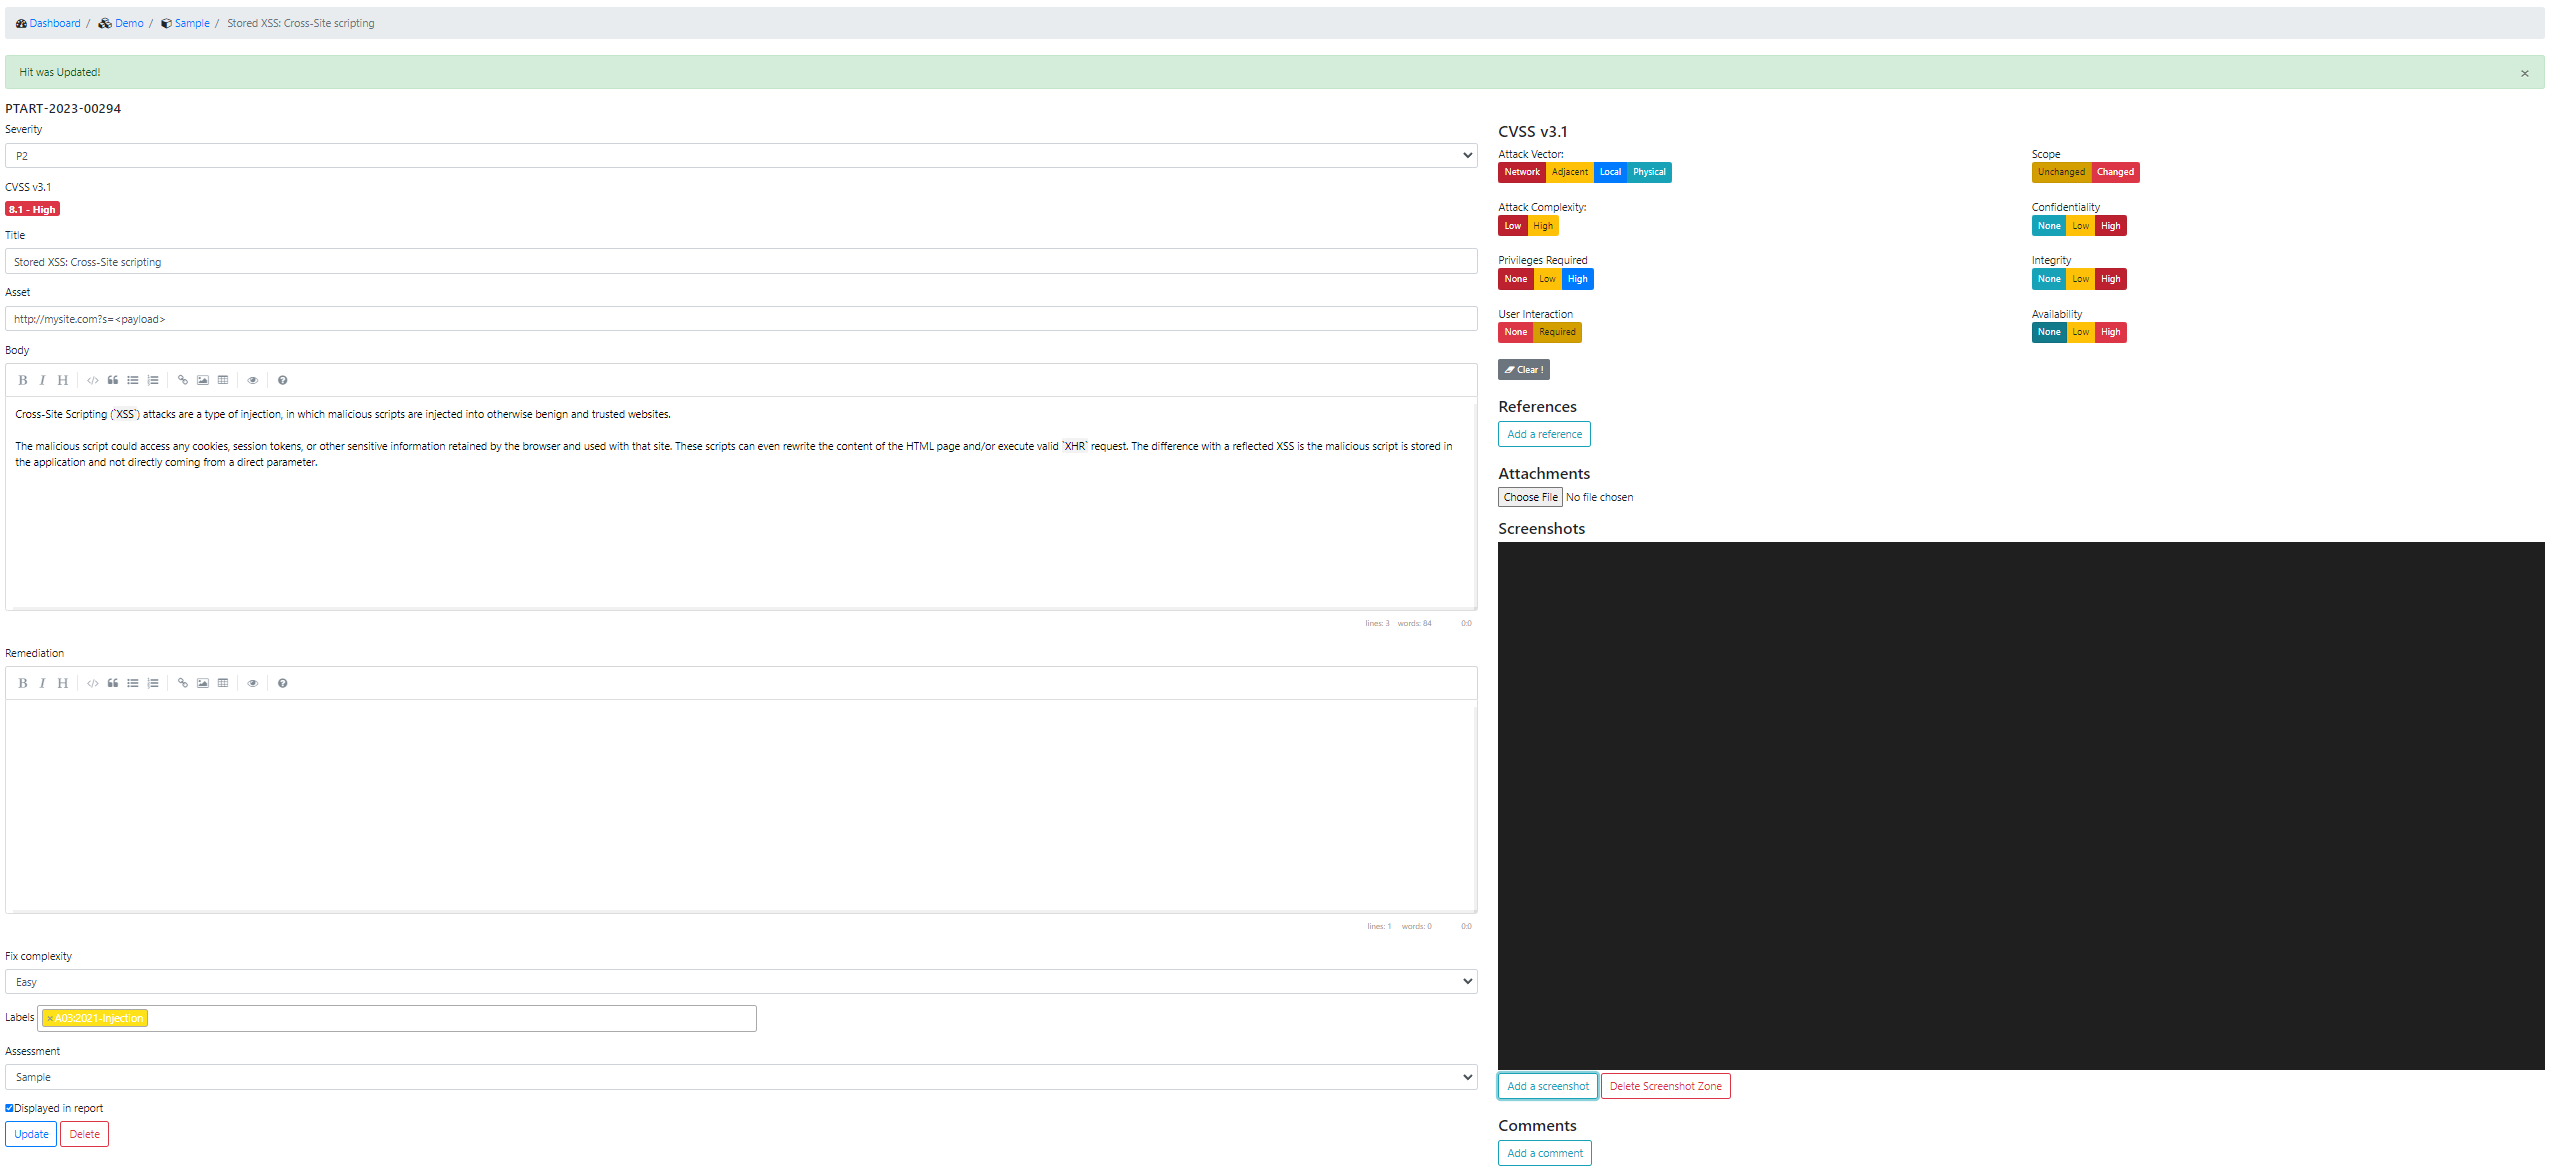 Dashboard / Demo / Sample / Stored XSS: Cross-Site scripting
Hit was Updated! ×
PTART-2023-00294
Severity
P2
CVSS v3.1
8.1 - High
Title
Stored XSS: Cross-Site scripting
Asset
http://mysite.com?s=<payload>
Body
B I H
Cross-Site Scripting (`XSS`) attacks are a type of injection, in which malicious scripts are injected into otherwise benign and trusted websites.
The malicious script could access any cookies, session tokens, or other sensitive information retained by the browser and used with that site. These scripts can even rewrite the content of the HTML page and/or execute valid `XHR` request. The difference with a reflected XSS is the malicious script is stored in
the application and not directly coming from a direct parameter.
lines: 3 words: 84 0:0
Remediation
B I H
lines: 1 words: 0 0:0
Fix complexity
Easy
Labels ×A03:2021-Injection
Assessment
Sample
Displayed in report
Update Delete
CVSS v3.1
Attack Vector:
Network Adjacent Local Physical
Scope
Unchanged Changed
Attack Complexity:
Low High
Confidentiality
None Low High
Privileges Required
None Low High
Integrity
None Low High
User Interaction
None Required
Availability
None Low High
Clear !
References
Add a reference
Attachments
Choose File No file chosen
Screenshots
Add a screenshot Delete Screenshot Zone
Comments
Add a comment